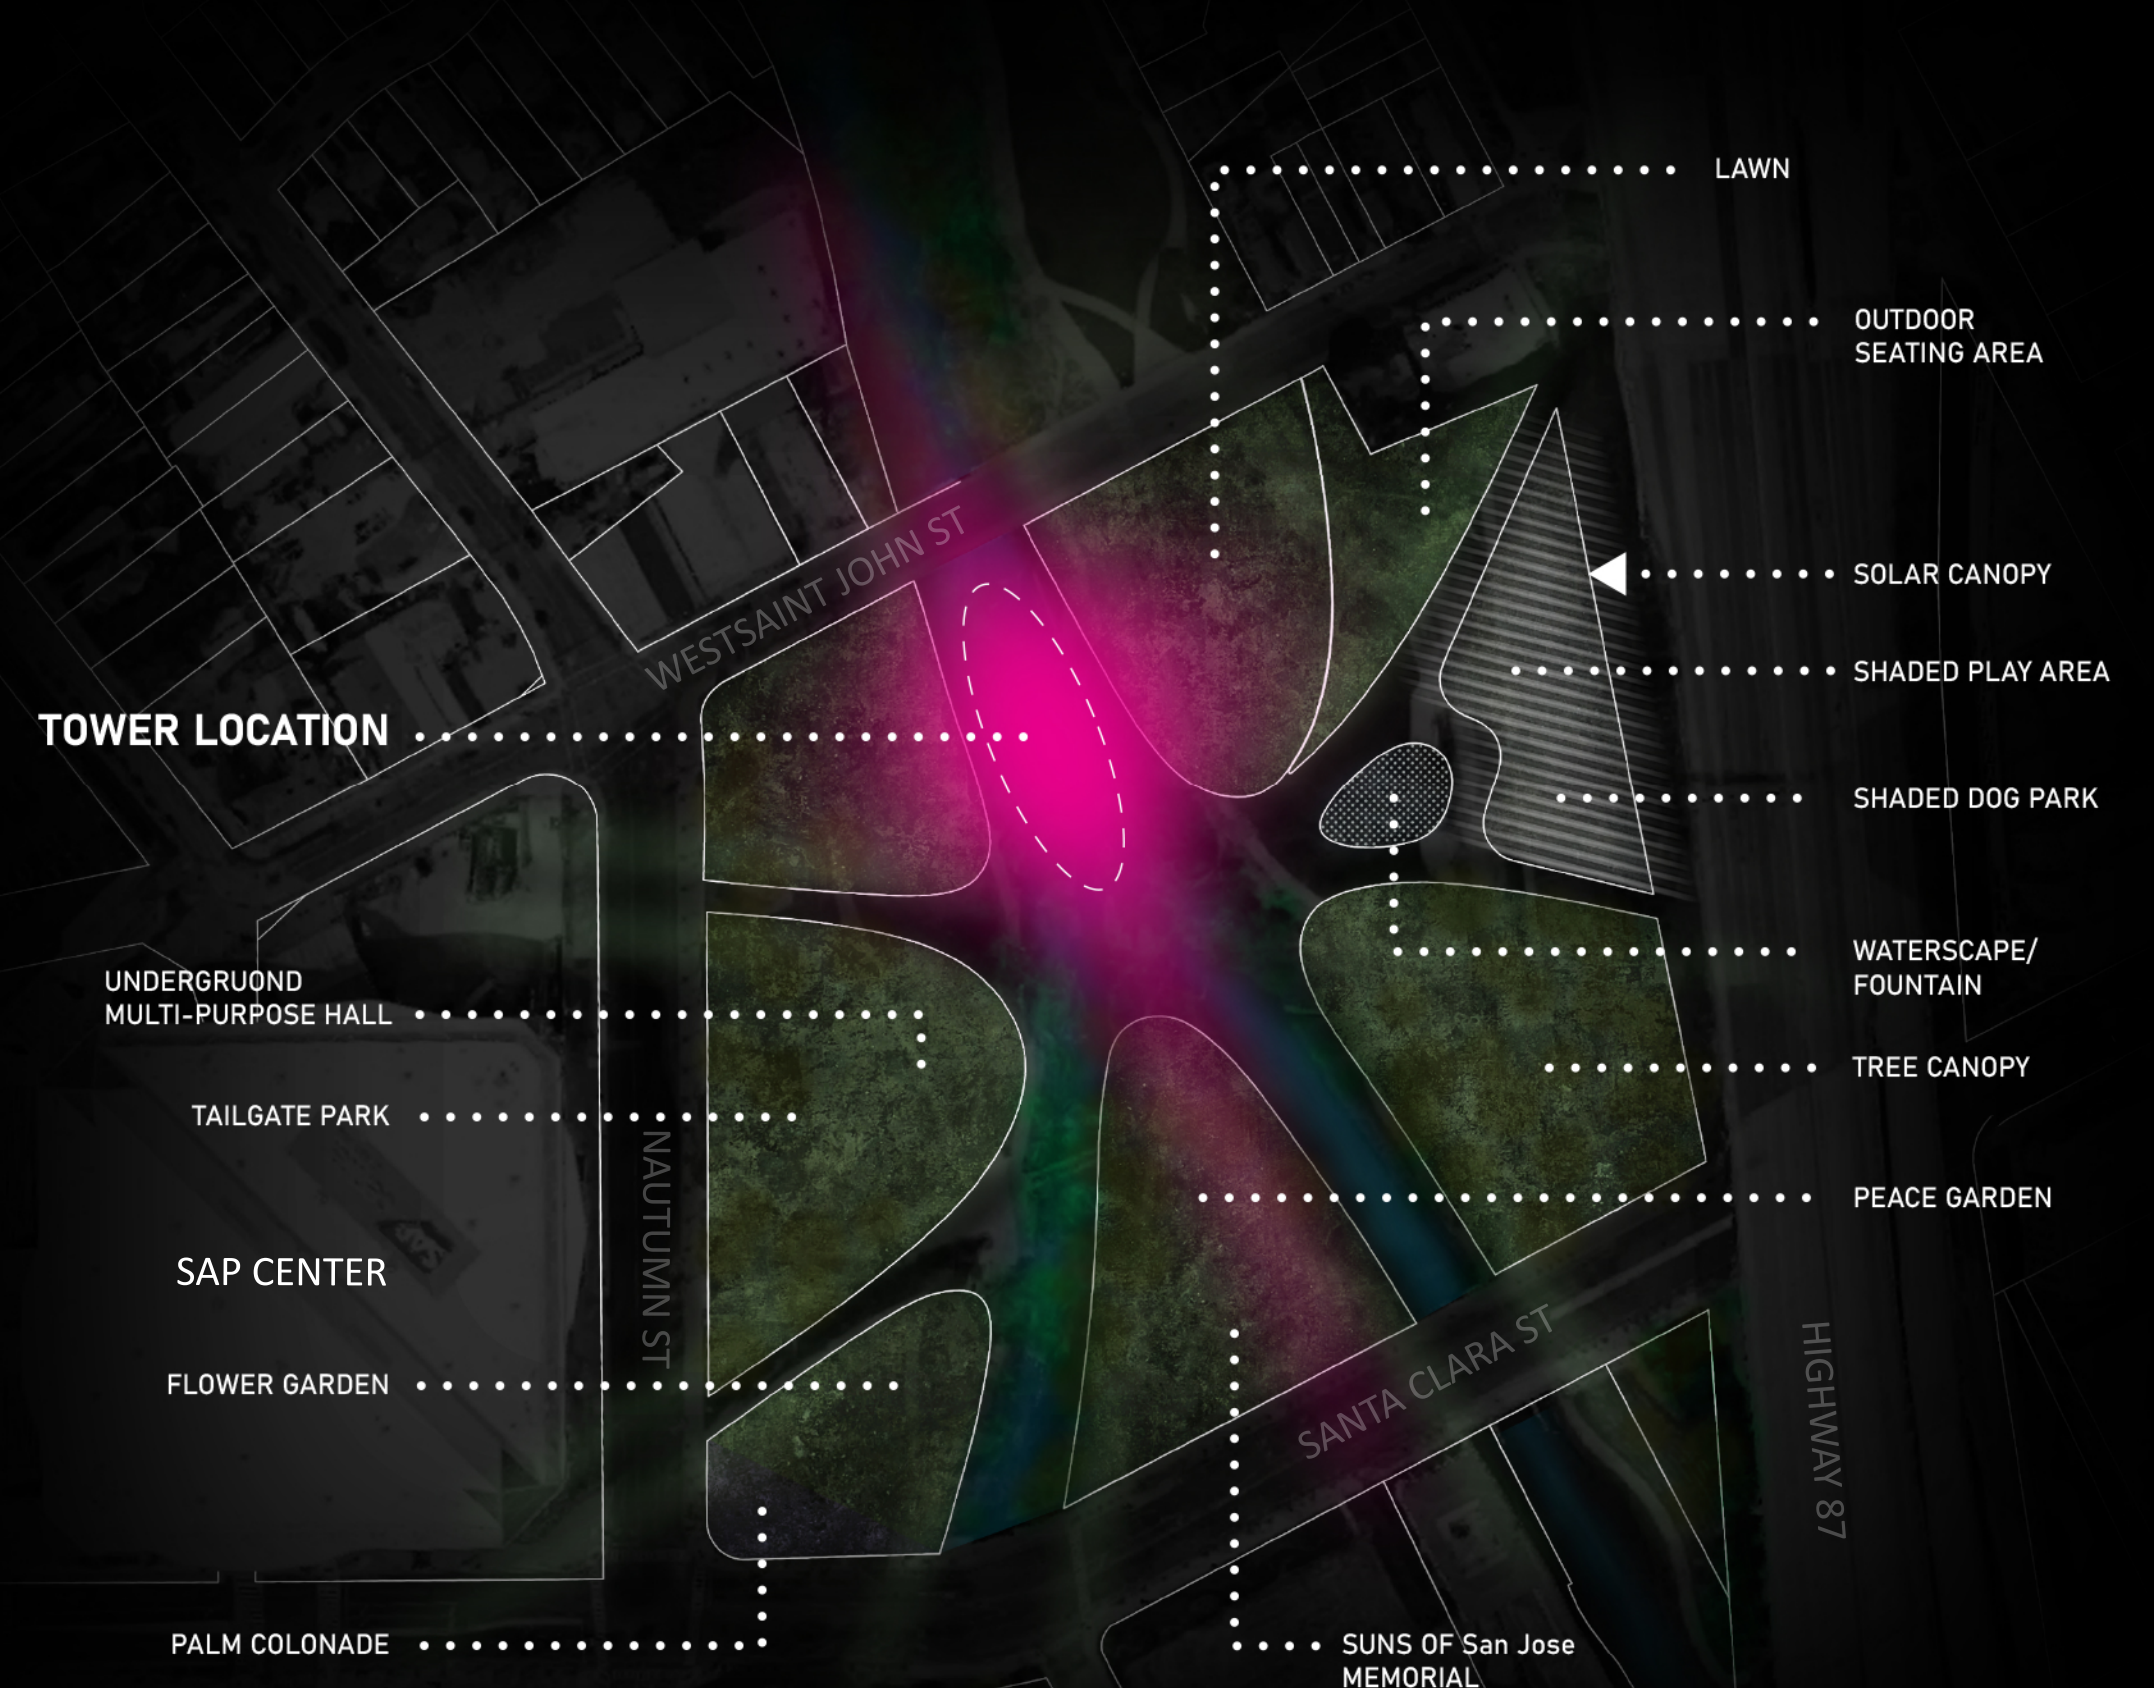 LAWN
OUTDOOR
SEATING AREA
WESTSAINT JOHN ST
SOLAR CANOPY
SHADED PLAY AREA
TOWER LOCATION
SHADED DOG PARK
WATERSCAPE/
FOUNTAIN
UNDERGRUOND
MULTI-PURPOSE HALL
TREE CANOPY
TAILGATE PARK
NAUTUMN ST
PEACE GARDEN
SAP
SAP CENTER
FLOWER GARDEN
SANTA CLARA ST
HIGHWAY 87
PALM COLONADE
SUNS OF San Jose
MEMORIAL